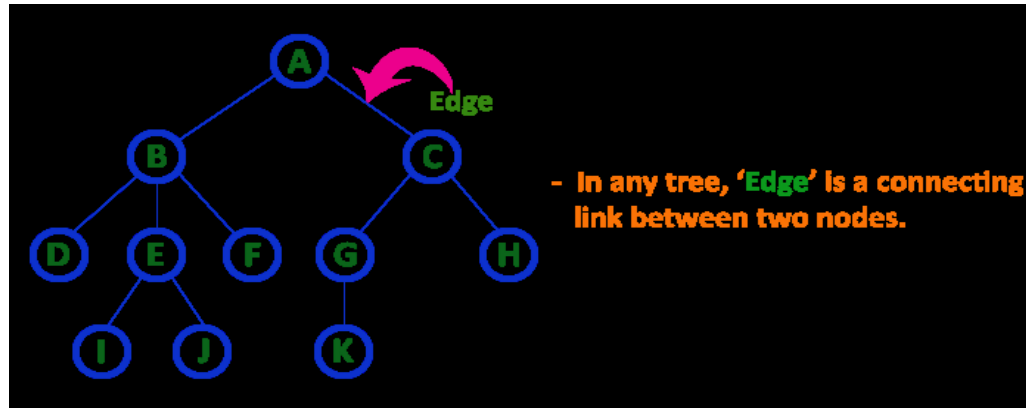 A
Edge
B
C
- In any tree, ‘Edge’ is a connecting
link between two nodes.
D
E
F
G
H
I
J
K